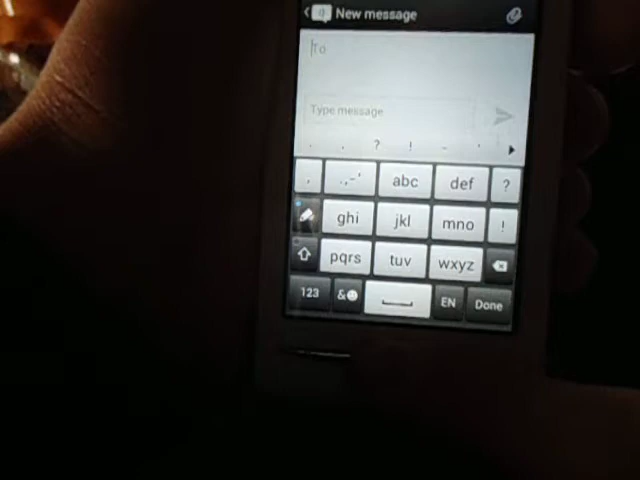 New message
To
Type message
. , ? ! - '
, .,-' abc def ?
ghi jkl mno !
pqrs tuv wxyz
123 & EN Done